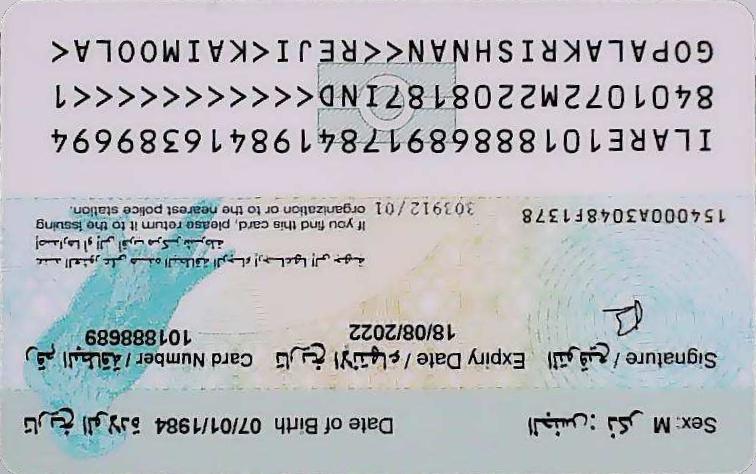 Sex: M الجنس: ذكر Date of Birth 07/01/1984 تاريخ الولادة
Signature / التوقيع Expiry Date / تاريخ الإنتهاء Card Number / رقم البطاقة
18/08/2022 101888689
عند العثور على هذه البطاقة الرجاء إرجاعها إلى جهة
إصدارها أو إلى أقرب مركز شرطة
If you find this card, please return it to the issuing
organization or to the nearest police station.
154000A3048F1378 303912/01
ILARE1018886891784198416389694
8401072M2208187IND<<<<<<<<<<<1
GOPALAKRISHNAN<<REJI<KAIMOOLA<